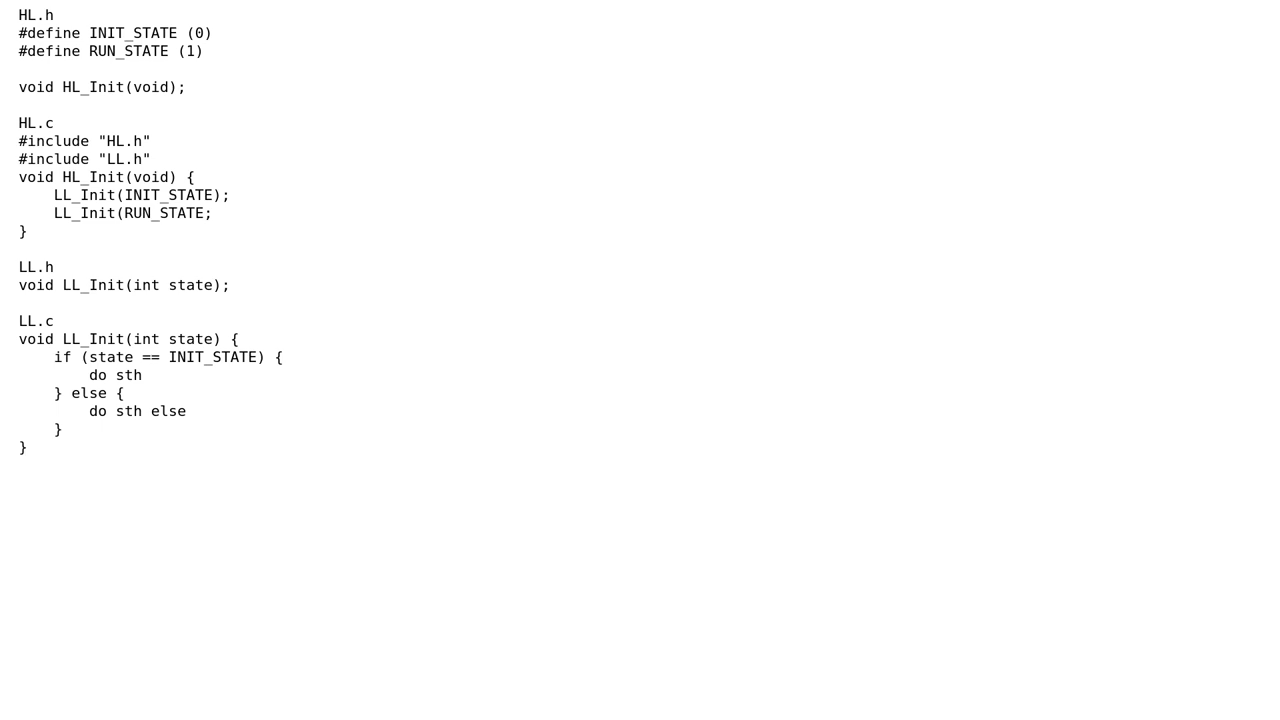 HL.h
#define INIT_STATE (0)
#define RUN_STATE (1)

void HL_Init(void);

HL.c
#include "HL.h"
#include "LL.h"
void HL_Init(void) {
    LL_Init(INIT_STATE);
    LL_Init(RUN_STATE;
}

LL.h
void LL_Init(int state);

LL.c
void LL_Init(int state) {
    if (state == INIT_STATE) {
        do sth
    } else {
        do sth else
    }
}